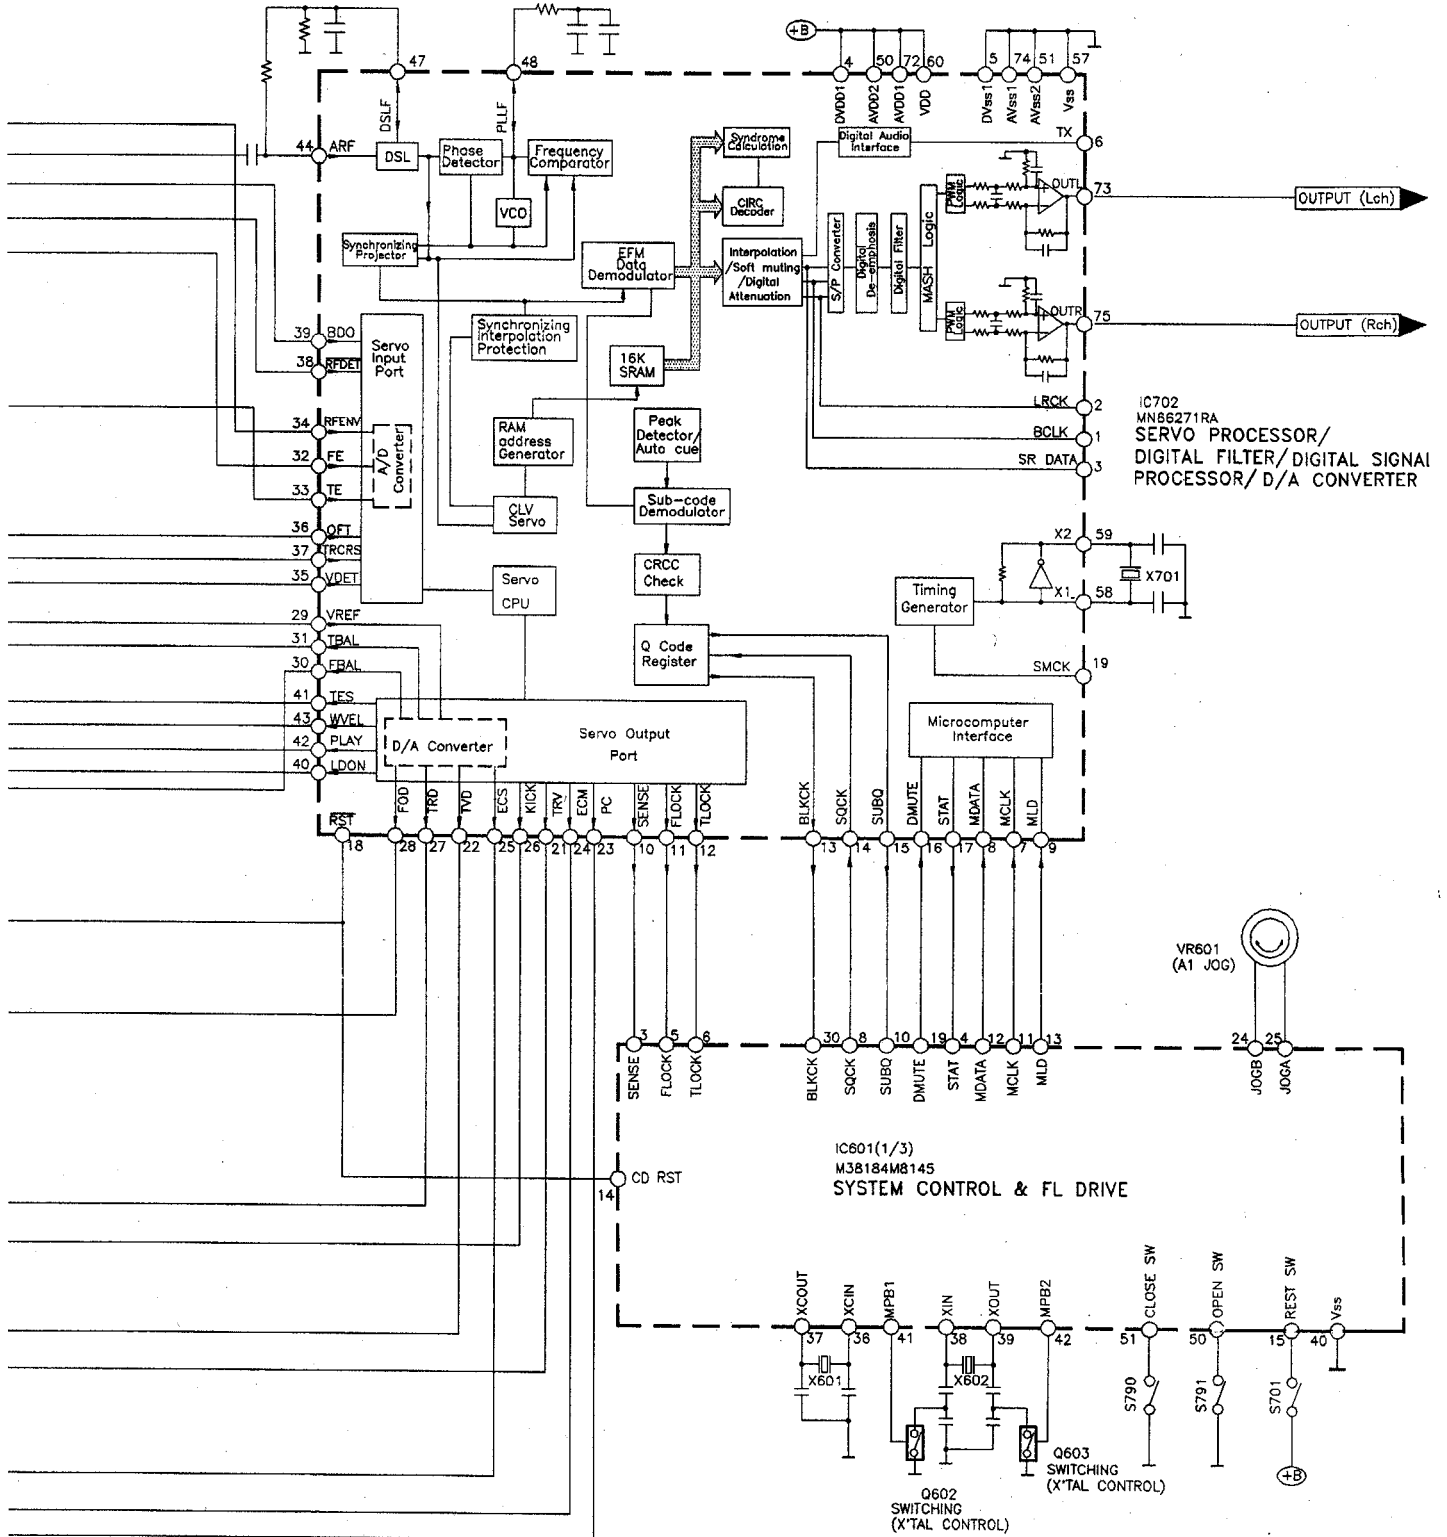 +B
47
48
4
50
72
60
5
74
51
57
DVDD1
AVDD2
AVDD1
VDD
DVss1
AVss1
AVss2
Vss
DSLF
PLLF
44
ARF
DSL
Phase
Detector
Frequency
Comparator
VCO
Synchronizing
Projector
EFM
Data
Demodulator
Synchronizing
Interpolation
Protection
Syndrome
Calculation
CIRC
Decoder
Digital Audio
Interface
TX
6
Interpolation
/Soft muting
/Digital
Attenuation
S/P Converter
Digital
De-emphosis
Digital Filter
MASH Logic
PWM
Logic
PWM
Logic
OUTL
73
OUTPUT (Lch)
OUTR
75
OUTPUT (Rch)
39
BDO
38
RFDET
Servo
Input
Port
34
RFENV
32
FE
33
TE
A/D
Converter
36
OFT
37
TRCRS
35
VDET
29
VREF
31
TBAL
30
FBAL
41
TES
43
WVEL
42
PLAY
40
LDON
16K
SRAM
RAM
address
Generator
Peak
Detector/
Auto cue
CLV
Servo
Sub-code
Demodulator
CRCC
Check
Servo
CPU
Q Code
Register
LRCK
2
BCLK
1
SR DATA
3
IC702
MN66271RA
SERVO PROCESSOR/
DIGITAL FILTER/DIGITAL SIGNAL
PROCESSOR/D/A CONVERTER
X2
59
X701
X1
58
Timing
Generator
SMCK
19
D/A Converter
Servo Output
Port
Microcomputer
Interface
RST
FOD
TRD
TVD
ECS
KICK
TRV
ECM
PC
SENSE
FLOCK
TLOCK
BLKCK
SQCK
SUBQ
DMUTE
STAT
MDATA
MCLK
MLD
18
28
27
22
25
26
21
24
23
10
11
12
13
14
15
16
17
8
7
9
VR601
(A1 JOG)
3
5
6
30
8
10
19
4
12
11
13
24
25
SENSE
FLOCK
TLOCK
BLKCK
SQCK
SUBQ
DMUTE
STAT
MDATA
MCLK
MLD
JOGB
JOGA
CD RST
14
IC601(1/3)
M38184M8145
SYSTEM CONTROL & FL DRIVE
XCOUT
XCIN
MPB1
XIN
XOUT
MPB2
CLOSE SW
OPEN SW
REST SW
Vss
37
36
41
38
39
42
51
50
15
40
X601
X602
S790
S791
S701
+B
Q602
SWITCHING
(X'TAL CONTROL)
Q603
SWITCHING
(X'TAL CONTROL)